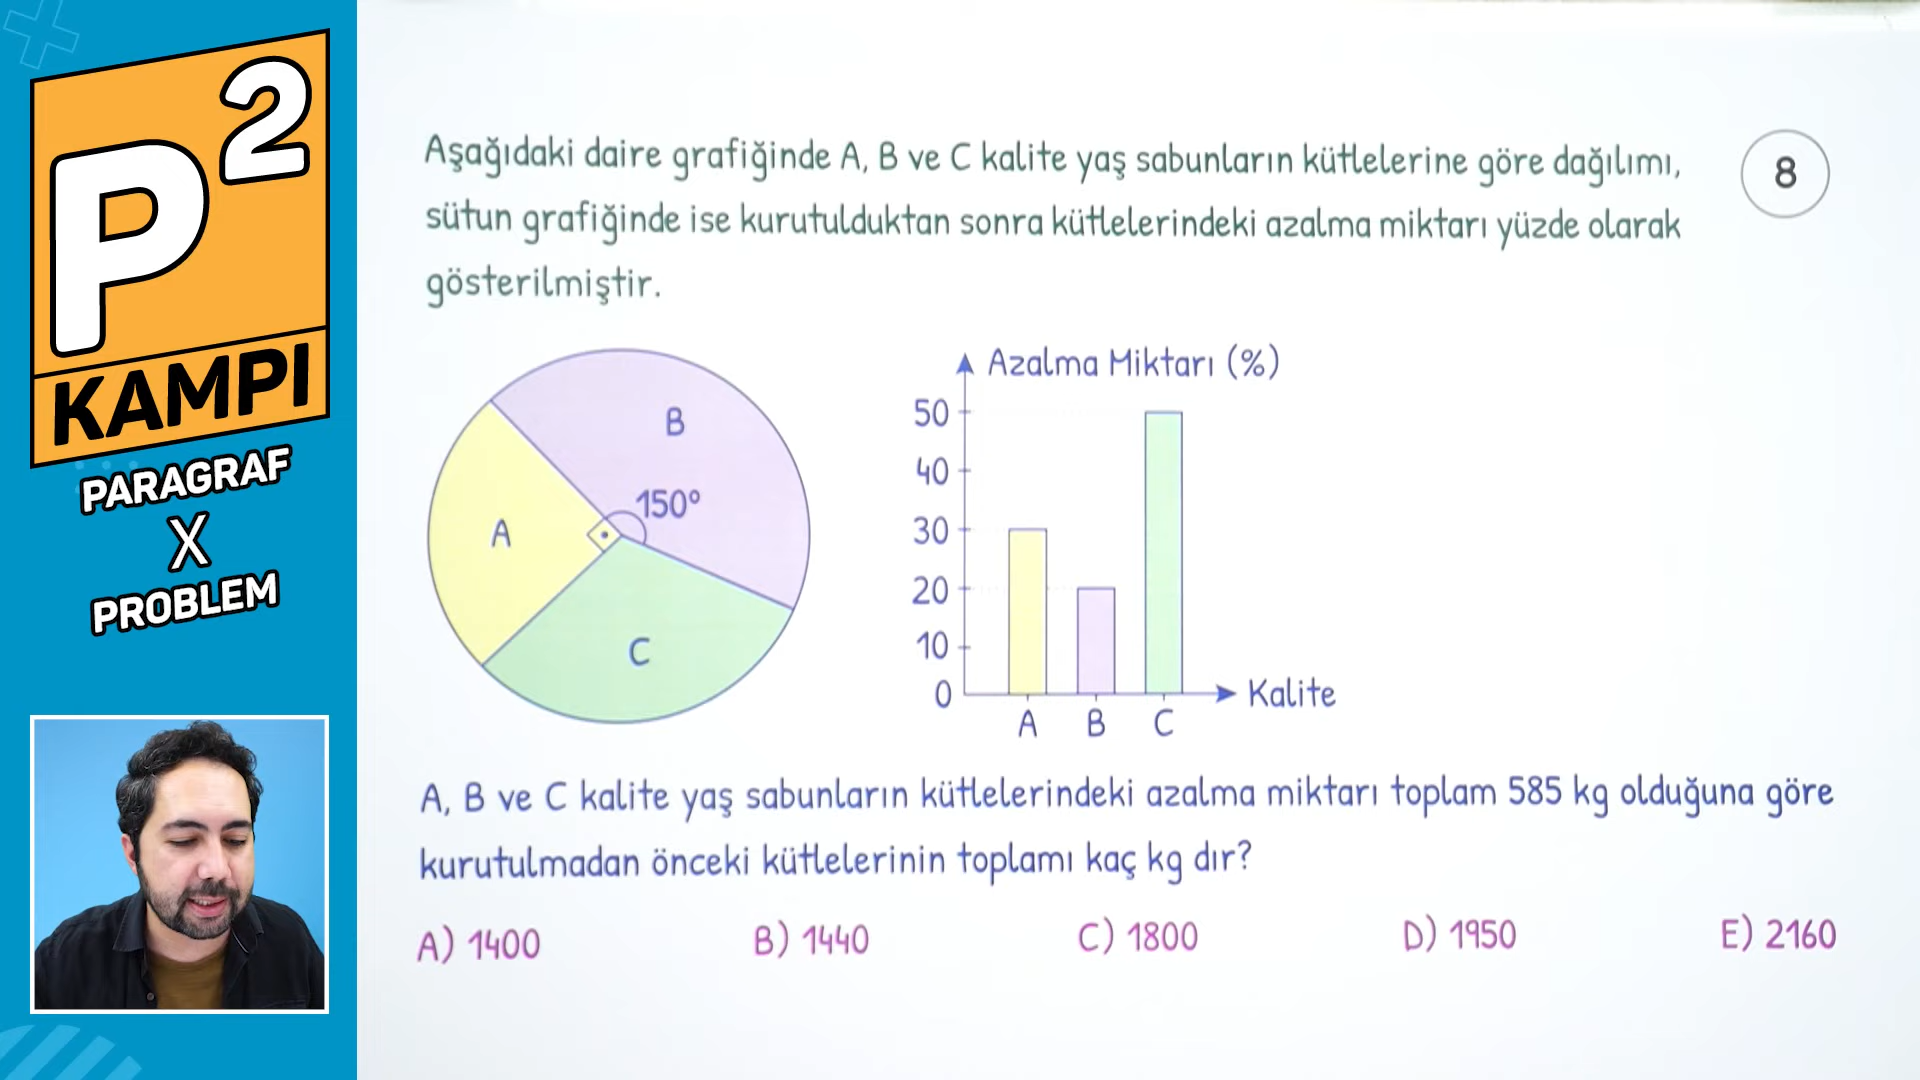 P²
KAMPI
PARAGRAF
X
PROBLEM
Aşağıdaki daire grafiğinde A, B ve C kalite yaş sabunların kütlelerine göre dağılımı,
sütun grafiğinde ise kurutulduktan sonra kütlelerindeki azalma miktarı yüzde olarak
gösterilmiştir.
8
B
150°
A
C
Azalma Miktarı (%)
50
40
30
20
10
0
Kalite
A B C
A, B ve C kalite yaş sabunların kütlelerindeki azalma miktarı toplam 585 kg olduğuna göre
kurutulmadan önceki kütlelerinin toplamı kaç kg dır?
A) 1400 B) 1440 C) 1800 D) 1950 E) 2160